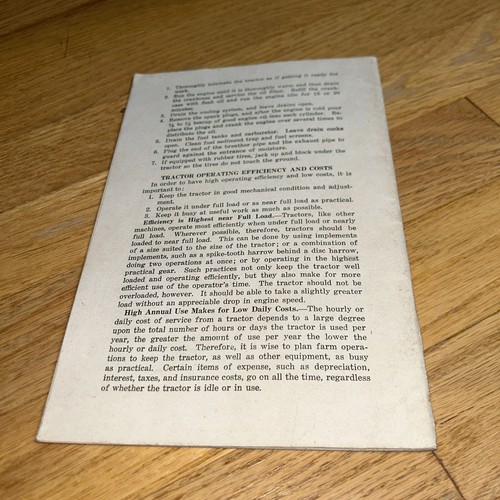 1. Thoroughly lubricate the tractor as if getting it ready for
work.
2. Run the engine until it is thoroughly warm and then drain
the crankcase and service the oil filter. Refill the crank-
case with flush oil and run the engine idle for 15 or 20
minutes.
3. Drain the cooling system, and leave drains open.
4. Remove the spark plugs, and after the engine is cold pour
teacup of good engine oil into each cylinder. Re-
place the plugs and crank the engine over several times to
distribute the oil.
5. Drain the fuel tanks and carburetor. Leave drain cocks
open. Clean fuel sediment trap and fuel screens.
6. Plug the end of the breather pipe and the exhaust pipe to
guard against the entrance of moisture.
7. If equipped with rubber tires, jack up and block under the
tractor so the tires do not touch the ground.
TRACTOR OPERATING EFFICIENCY AND COSTS
In order to have high operating efficiency and low costs, it is
important to:
1. Keep the tractor in good mechanical condition and adjust-
ment.
2. Operate it under full load or as near full load as practical.
3. Keep it busy at useful work as much as possible.
Efficiency is Highest near Full Load.—Tractors, like other
machines, operate most efficiently when under full load or nearly
full load. Wherever possible, therefore, tractors should be
loaded to near full load. This can be done by using implements
of a size suited to the size of the tractor; or a combination of
implements, such as a spike-tooth harrow behind a disc harrow,
doing two operations at once; or by operating in the highest
practical gear. Such practices not only keep the tractor well
loaded and operating efficiently, but they also make for more
efficient use of the operator's time. The tractor should not be
overloaded, however. It should be able to take a slightly greater
load without an appreciable drop in engine speed.
High Annual Use Makes for Low Daily Costs.—The hourly or
daily cost of service from a tractor depends to a large degree
upon the total number of hours or days the tractor is used per
year, the greater the amount of use per year the lower the
hourly or daily cost. Therefore, it is wise to plan farm opera-
tions to keep the tractor, as well as other equipment, as busy
as practical. Certain items of expense, such as depreciation,
interest, taxes, and insurance costs, go on all the time, regardless
of whether the tractor is idle or in use.